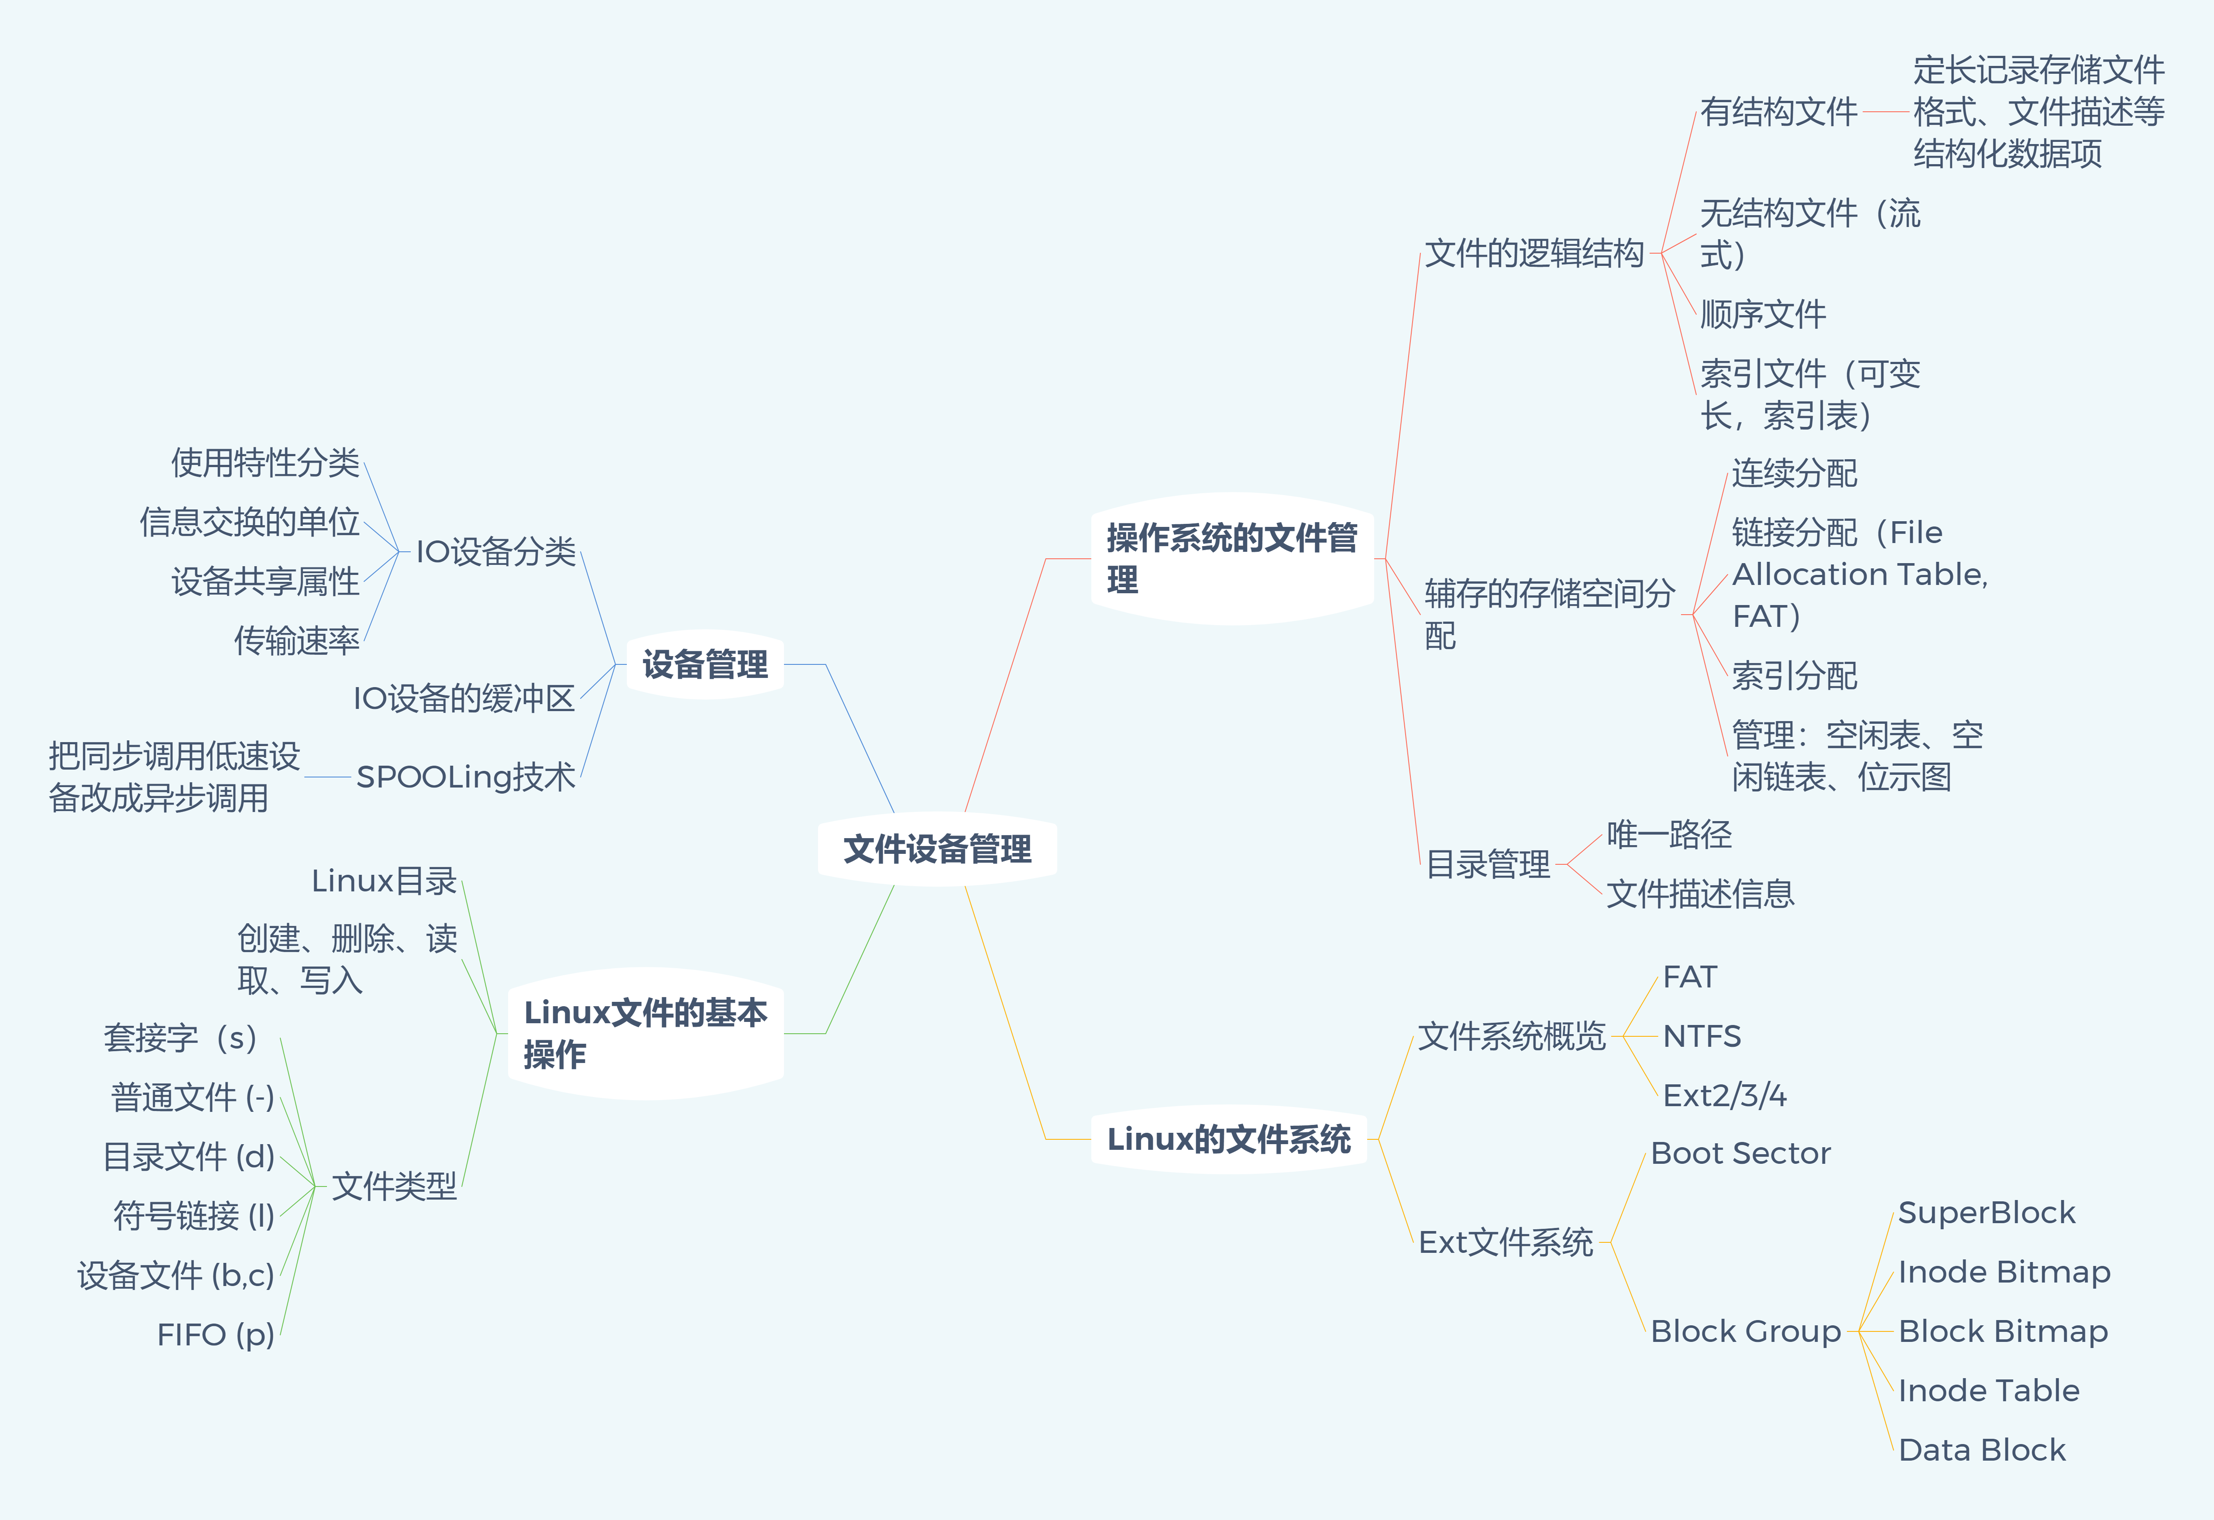 文件设备管理
操作系统的文件管
理
文件的逻辑结构
有结构文件
定长记录存储文件
格式、文件描述等
结构化数据项
无结构文件（流
式）
顺序文件
索引文件（可变
长，索引表）
辅存的存储空间分
配
连续分配
链接分配（File
Allocation Table,
FAT）
索引分配
管理：空闲表、空
闲链表、位示图
目录管理
唯一路径
文件描述信息
Linux的文件系统
文件系统概览
FAT
NTFS
Ext2/3/4
Ext文件系统
Boot Sector
Block Group
SuperBlock
Inode Bitmap
Block Bitmap
Inode Table
Data Block
设备管理
IO设备分类
使用特性分类
信息交换的单位
设备共享属性
传输速率
IO设备的缓冲区
SPOOLing技术
把同步调用低速设
备改成异步调用
Linux文件的基本
操作
Linux目录
创建、删除、读
取、写入
文件类型
套接字（s）
普通文件 (-)
目录文件 (d)
符号链接 (l)
设备文件 (b,c)
FIFO (p)